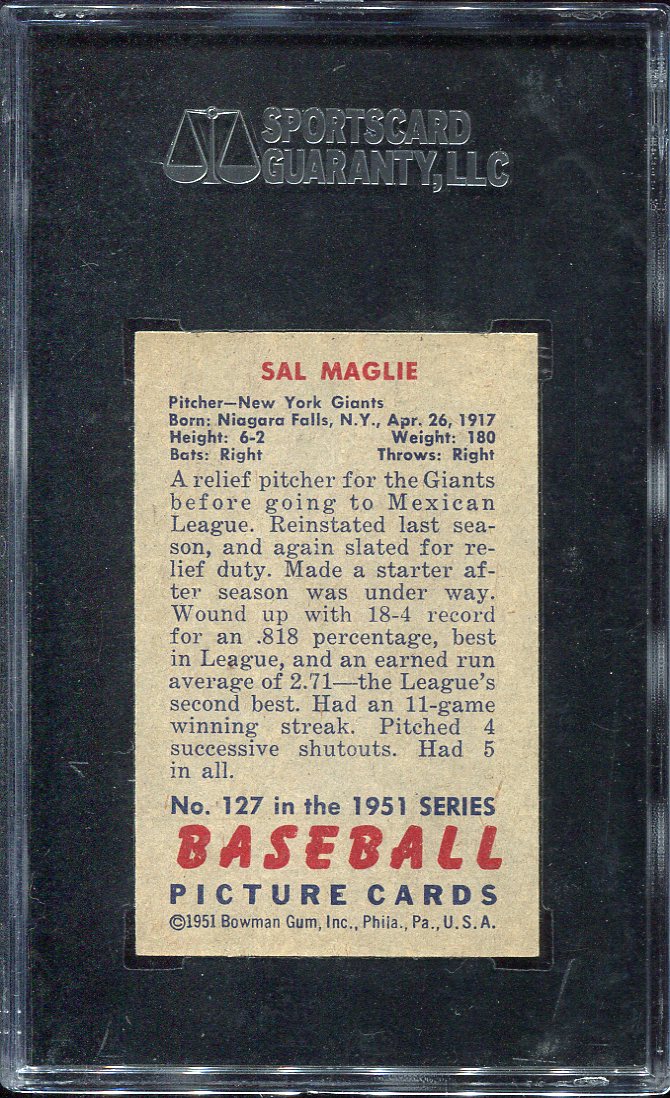 SPORTSCARD
GUARANTY, LLC
SAL MAGLIE
Pitcher—New York Giants
Born: Niagara Falls, N.Y., Apr. 26, 1917
Height: 6-2 Weight: 180
Bats: Right Throws: Right
A relief pitcher for the Giants
before going to Mexican
League. Reinstated last sea-
son, and again slated for re-
lief duty. Made a starter af-
ter season was under way.
Wound up with 18-4 record
for an .818 percentage, best
in League, and an earned run
average of 2.71—the League's
second best. Had an 11-game
winning streak. Pitched 4
successive shutouts. Had 5
in all.
No. 127 in the 1951 SERIES
BASEBALL
PICTURE CARDS
©1951 Bowman Gum, Inc., Phila., Pa., U.S.A.